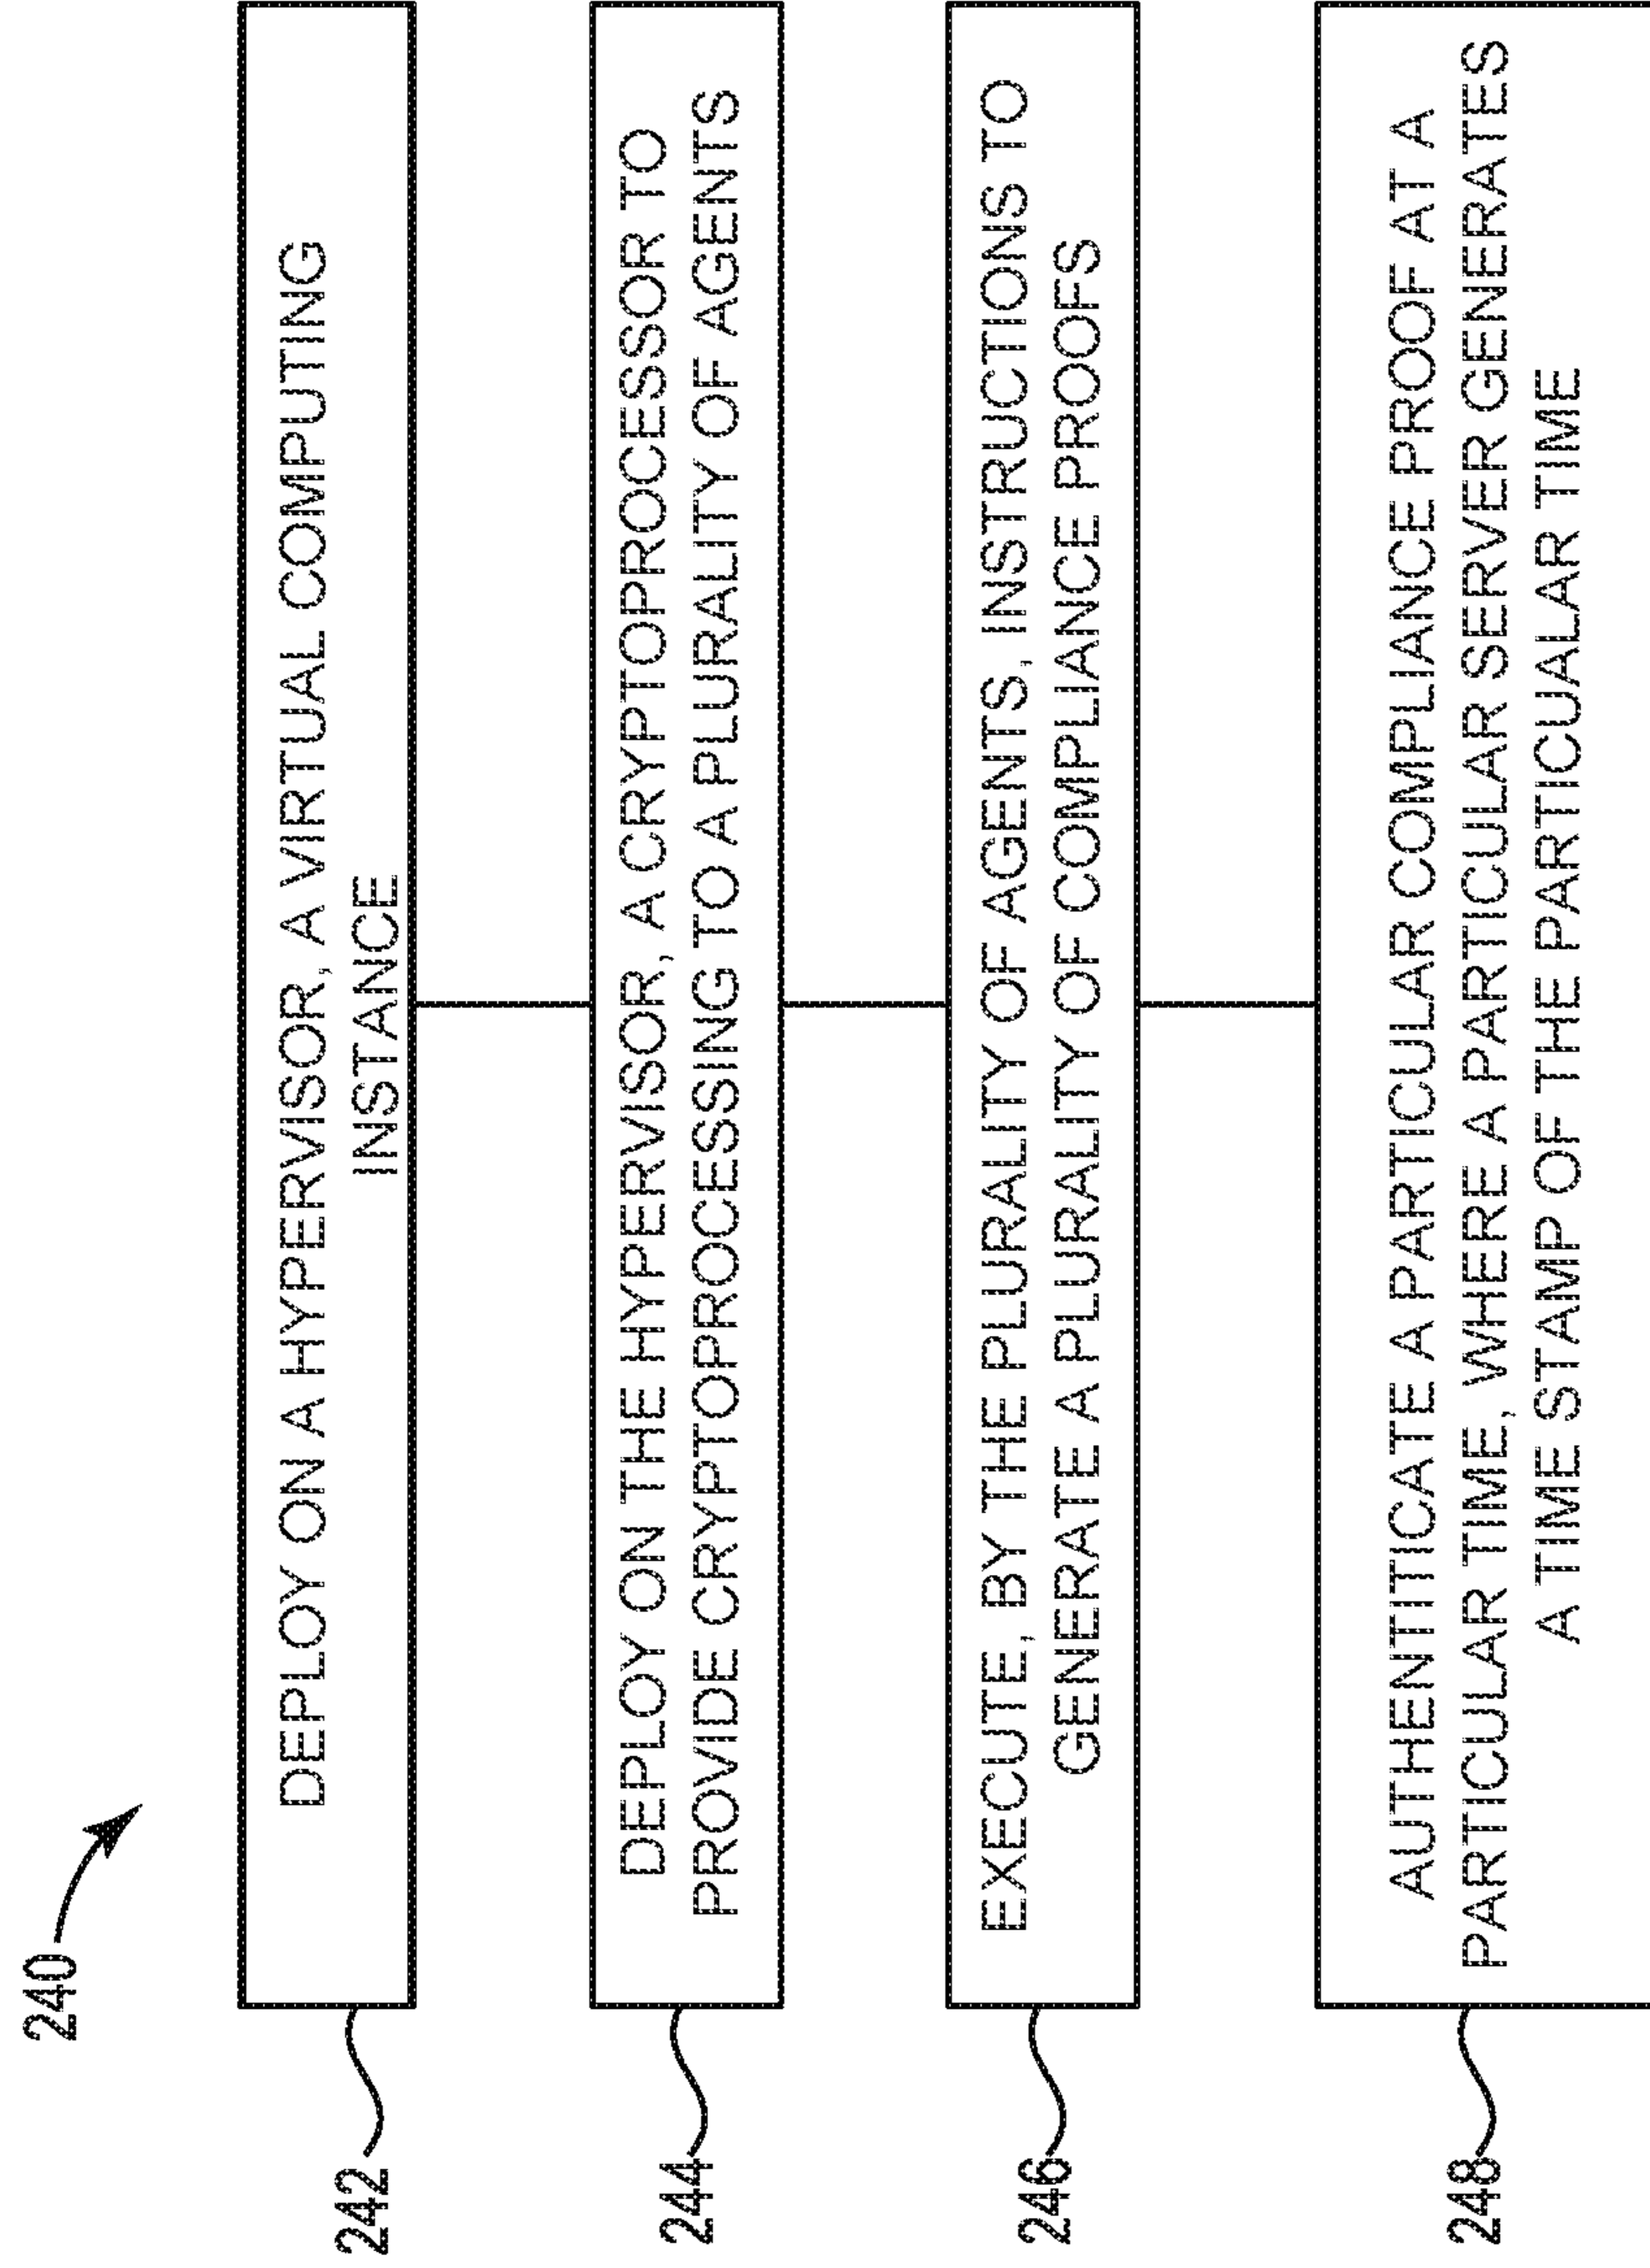 240
242
DEPLOY ON A HYPERVISOR, A VIRTUAL COMPUTING
INSTANCE
244
DEPLOY ON THE HYPERVISOR, A CRYPTOPROCESSOR TO
PROVIDE CRYPTOPROCESSING TO A PLURALITY OF AGENTS
246
EXECUTE, BY THE PLURALITY OF AGENTS, INSTRUCTIONS TO
GENERATE A PLURALITY OF COMPLIANCE PROOFS
248
AUTHENTITICATE A PARTICULAR COMPLIANCE PROOF AT A
PARTICULAR TIME, WHERE A PARTICULAR SERVER GENERATES
A TIME STAMP OF THE PARTICUALAR TIME